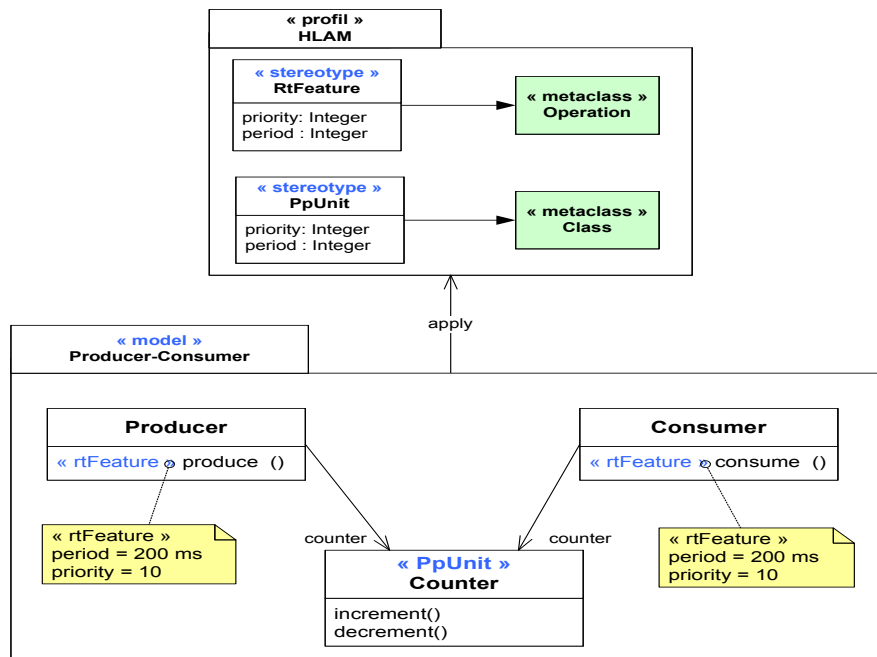 « profil »
HLAM
« stereotype »
RtFeature
priority: Integer
period : Integer
« metaclass »
Operation
« stereotype »
PpUnit
priority: Integer
period : Integer
« metaclass »
Class
apply
« model »
Producer-Consumer
Producer
« rtFeature » produce ()
Consumer
« rtFeature » consume ()
« rtFeature »
period = 200 ms
priority = 10
counter
counter
« rtFeature »
period = 200 ms
priority = 10
« PpUnit »
Counter
increment()
decrement()